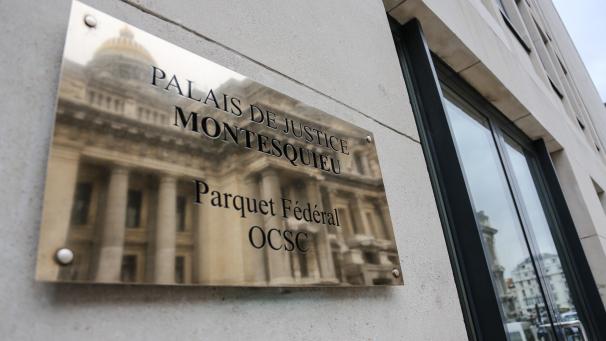 PALAIS DE JUSTICE
MONTESQUIEU
Parquet Fédéral
OCSC